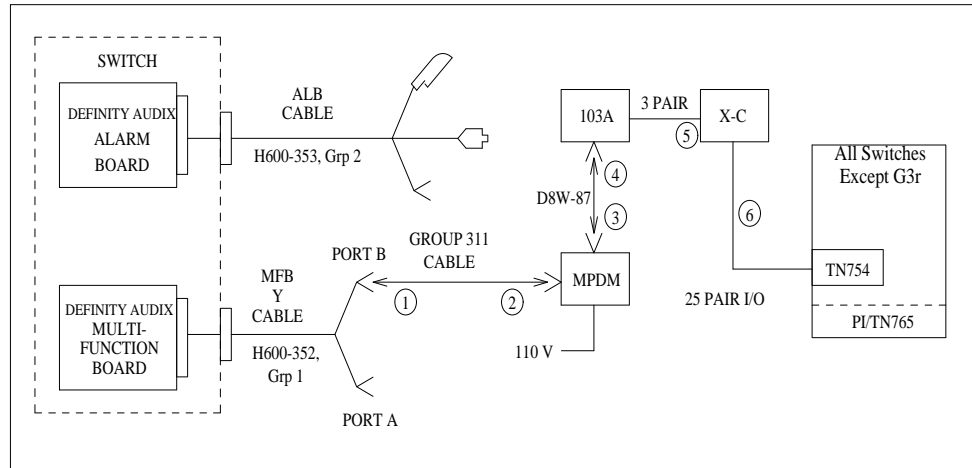 SWITCH
DEFINITY AUDIX
ALARM
BOARD
ALB
CABLE
H600-353, Grp 2
103A
3 PAIR
5
X-C
4
D8W-87
3
All Switches
Except G3r
6
TN754
25 PAIR I/O
PI/TN765
DEFINITY AUDIX
MULTI-
FUNCTION
BOARD
MFB
Y
CABLE
H600-352,
Grp 1
PORT B
GROUP 311
CABLE
1
2
MPDM
110 V
PORT A